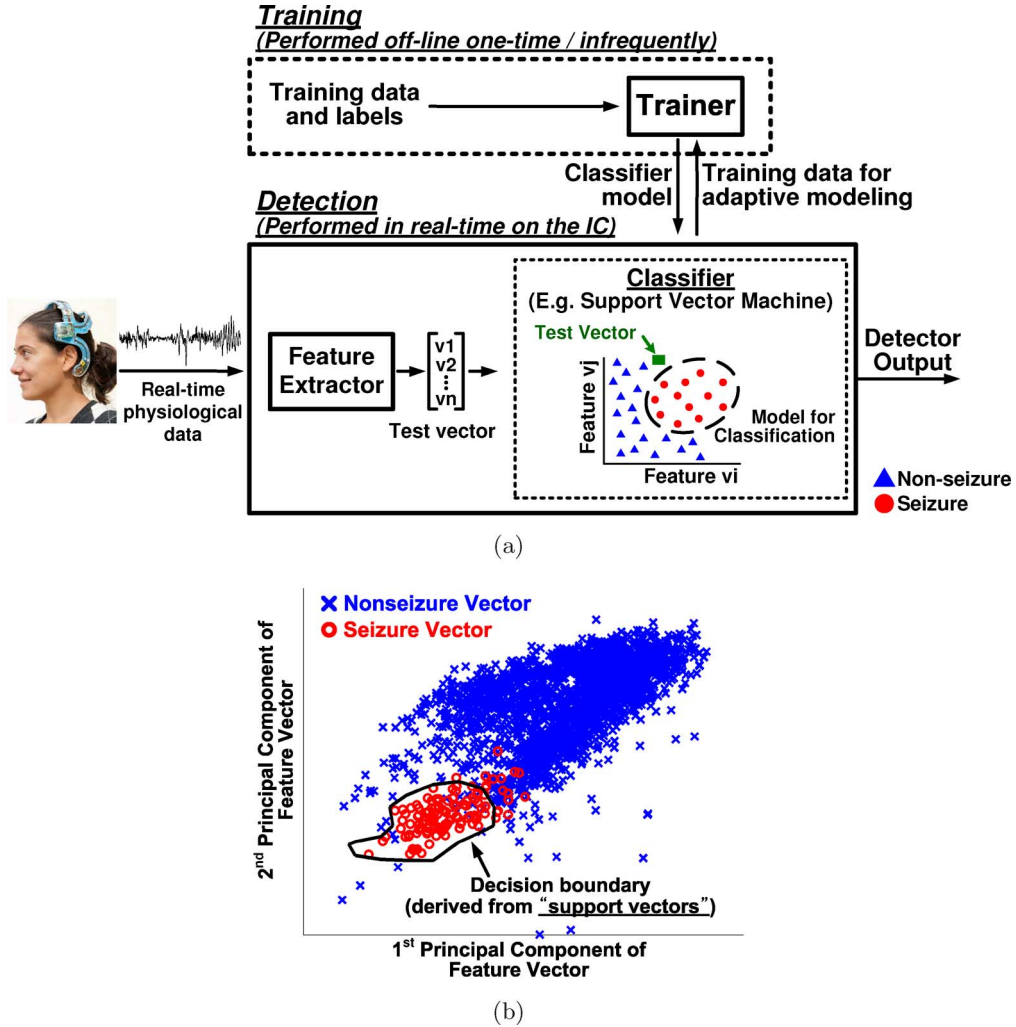 Training
(Performed off-line one-time / infrequently)
Training data
and labels
Trainer
Classifier
model
Training data for
adaptive modeling
Detection
(Performed in real-time on the IC)
Real-time
physiological
data
Feature
Extractor
v1
v2
vn
Test vector
Classifier
(E.g. Support Vector Machine)
Test Vector
Feature vj
Model for
Classification
Feature vi
Detector
Output
Non-seizure
Seizure
(a)
Nonseizure Vector
Seizure Vector
2nd Principal Component of
Feature Vector
Decision boundary
(derived from "support vectors")
1st Principal Component of
Feature Vector
(b)